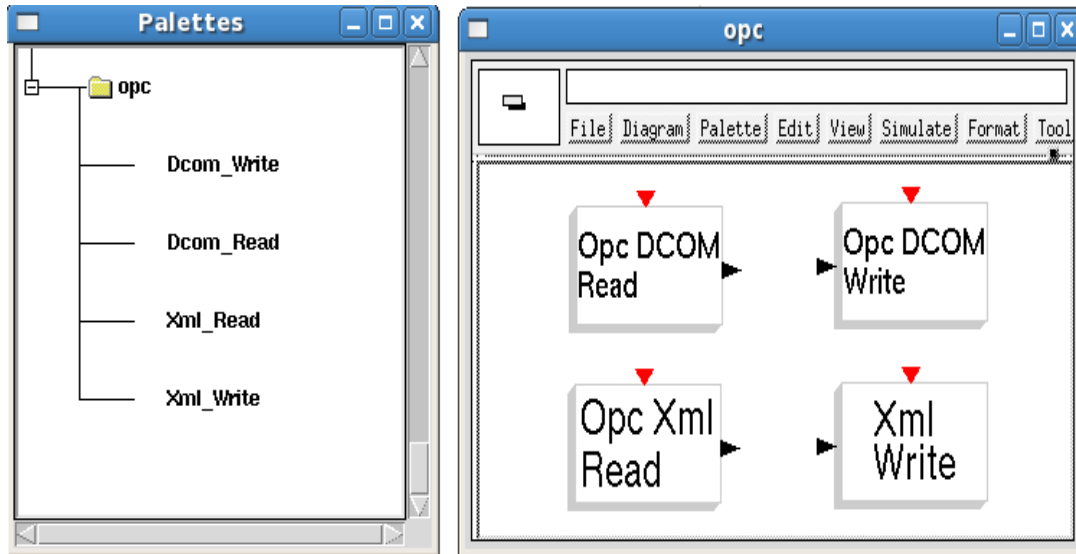 Palettes
opc
Dcom_Write
Dcom_Read
Xml_Read
Xml_Write
opc
File Diagram Palette Edit View Simulate Format Tool
Opc DCOM
Read
Opc DCOM
Write
Opc Xml
Read
Xml
Write